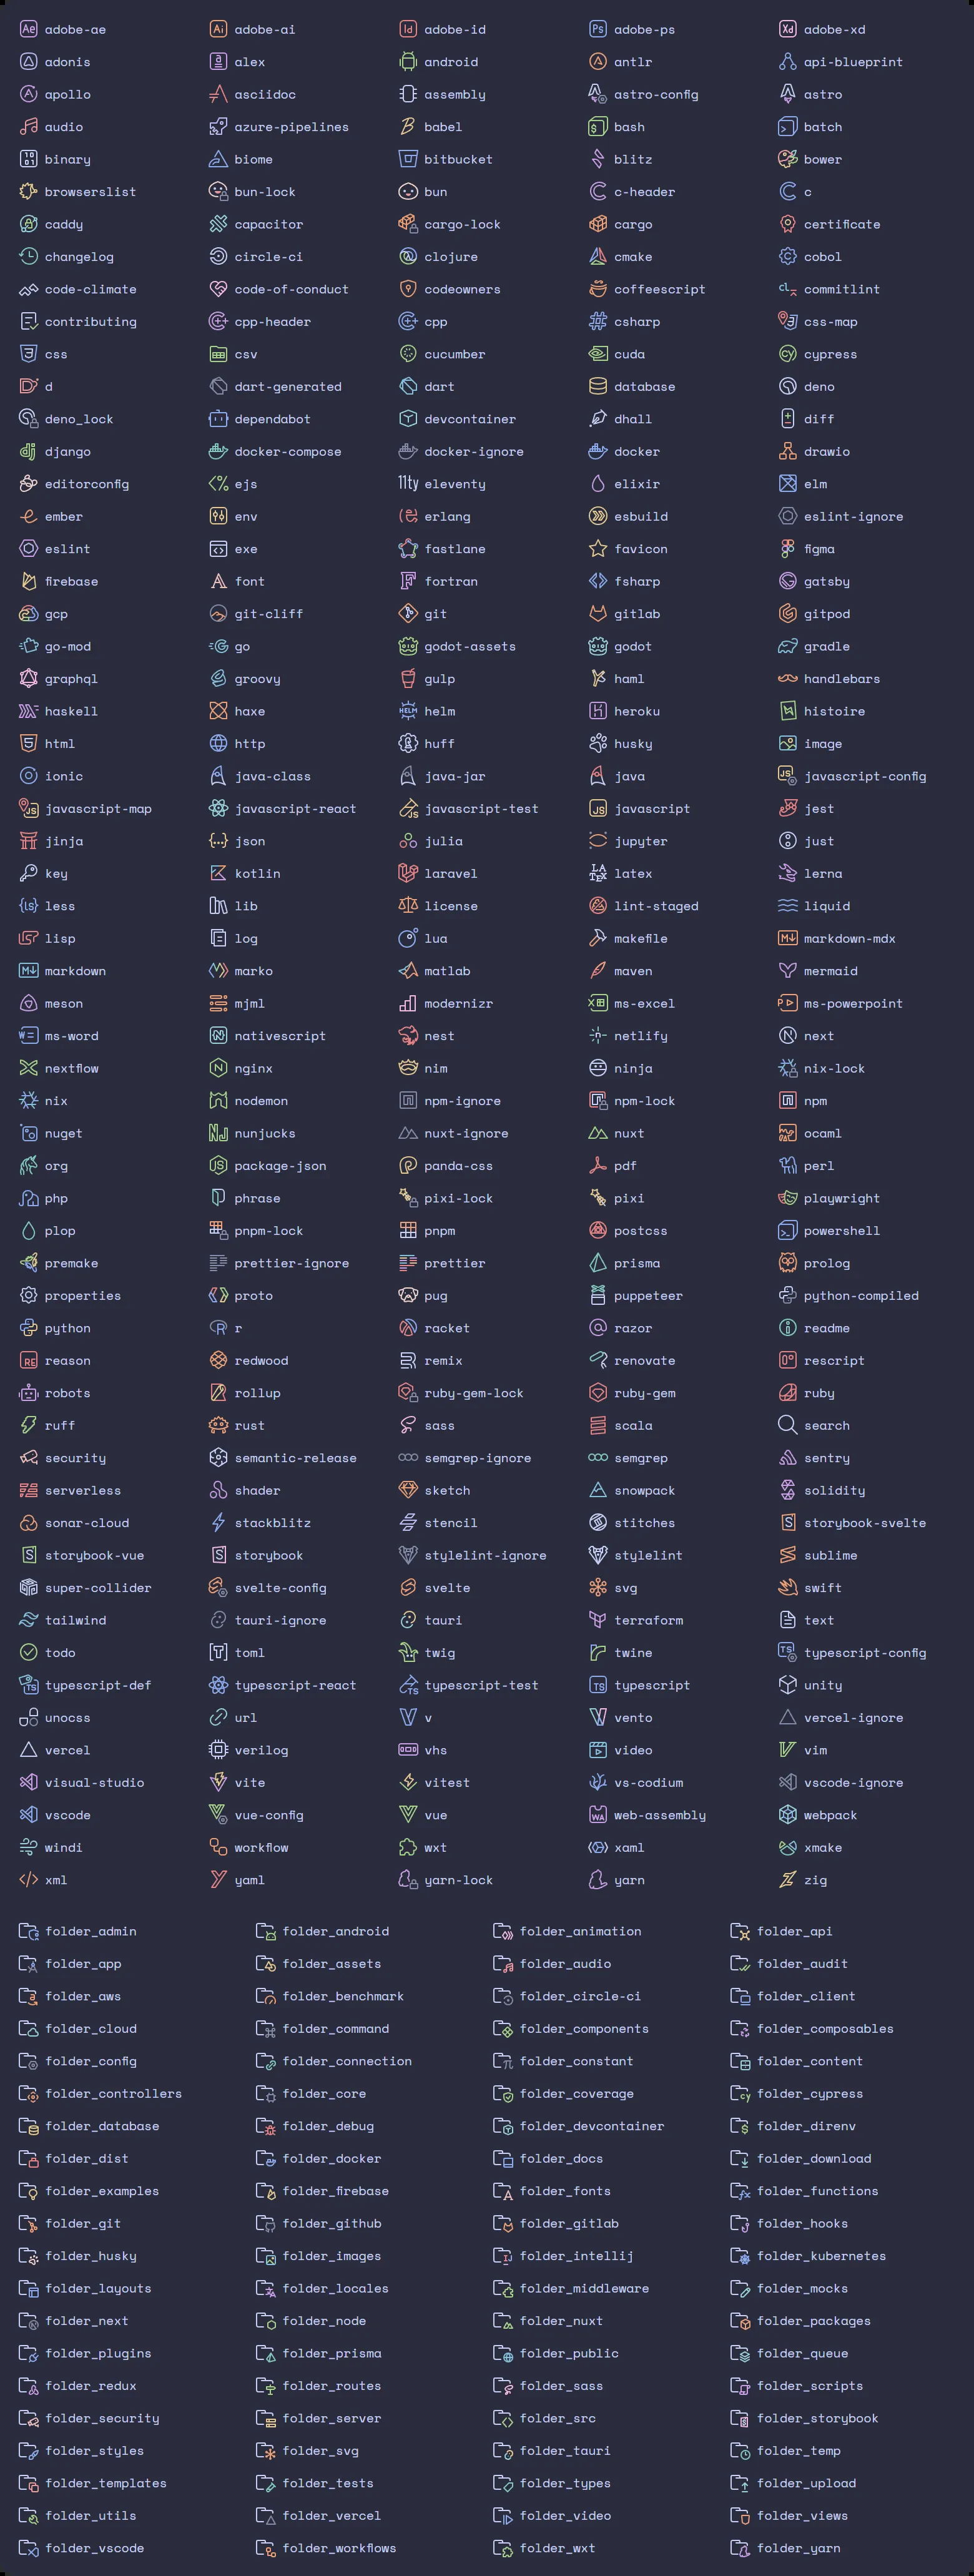 adobe-ae adobe-ai adobe-id adobe-ps adobe-xd
adonis alex android antlr api-blueprint
apollo asciidoc assembly astro-config astro
audio azure-pipelines babel bash batch
binary biome bitbucket blitz bower
browserslist bun-lock bun c-header c
caddy capacitor cargo-lock cargo certificate
changelog circle-ci clojure cmake cobol
code-climate code-of-conduct codeowners coffeescript commitlint
contributing cpp-header cpp csharp css-map
css csv cucumber cuda cypress
d dart-generated dart database deno
deno_lock dependabot devcontainer dhall diff
django docker-compose docker-ignore docker drawio
editorconfig ejs eleventy elixir elm
ember env erlang esbuild eslint-ignore
eslint exe fastlane favicon figma
firebase font fortran fsharp gatsby
gcp git-cliff git gitlab gitpod
go-mod go godot-assets godot gradle
graphql groovy gulp haml handlebars
haskell haxe helm heroku histoire
html http huff husky image
ionic java-class java-jar java javascript-config
javascript-map javascript-react javascript-test javascript jest
jinja json julia jupyter just
key kotlin laravel latex lerna
less lib license lint-staged liquid
lisp log lua makefile markdown-mdx
markdown marko matlab maven mermaid
meson mjml modernizr ms-excel ms-powerpoint
ms-word nativescript nest netlify next
nextflow nginx nim ninja nix-lock
nix nodemon npm-ignore npm-lock npm
nuget nunjucks nuxt-ignore nuxt ocaml
org package-json panda-css pdf perl
php phrase pixi-lock pixi playwright
plop pnpm-lock pnpm postcss powershell
premake prettier-ignore prettier prisma prolog
properties proto pug puppeteer python-compiled
python r racket razor readme
reason redwood remix renovate rescript
robots rollup ruby-gem-lock ruby-gem ruby
ruff rust sass scala search
security semantic-release semgrep-ignore semgrep sentry
serverless shader sketch snowpack solidity
sonar-cloud stackblitz stencil stitches storybook-svelte
storybook-vue storybook stylelint-ignore stylelint sublime
super-collider svelte-config svelte svg swift
tailwind tauri-ignore tauri terraform text
todo toml twig twine typescript-config
typescript-def typescript-react typescript-test typescript unity
unocss url v vento vercel-ignore
vercel verilog vhs video vim
visual-studio vite vitest vs-codium vscode-ignore
vscode vue-config vue web-assembly webpack
windi workflow wxt xaml xmake
xml yaml yarn-lock yarn zig
folder_admin folder_android folder_animation folder_api
folder_app folder_assets folder_audio folder_audit
folder_aws folder_benchmark folder_circle-ci folder_client
folder_cloud folder_command folder_components folder_composables
folder_config folder_connection folder_constant folder_content
folder_controllers folder_core folder_coverage folder_cypress
folder_database folder_debug folder_devcontainer folder_direnv
folder_dist folder_docker folder_docs folder_download
folder_examples folder_firebase folder_fonts folder_functions
folder_git folder_github folder_gitlab folder_hooks
folder_husky folder_images folder_intellij folder_kubernetes
folder_layouts folder_locales folder_middleware folder_mocks
folder_next folder_node folder_nuxt folder_packages
folder_plugins folder_prisma folder_public folder_queue
folder_redux folder_routes folder_sass folder_scripts
folder_security folder_server folder_src folder_storybook
folder_styles folder_svg folder_tauri folder_temp
folder_templates folder_tests folder_types folder_upload
folder_utils folder_vercel folder_video folder_views
folder_vscode folder_workflows folder_wxt folder_yarn